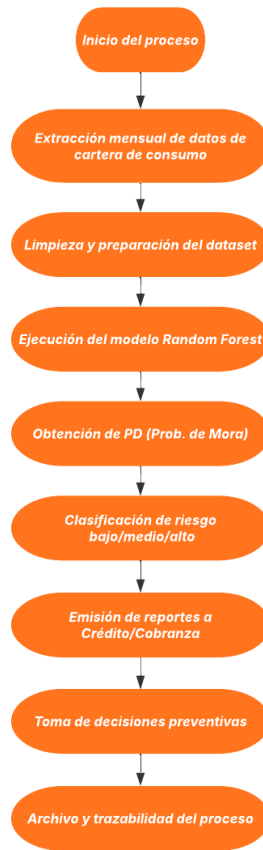 Inicio del proceso
Extracción mensual de datos de
cartera de consumo
Limpieza y preparación del dataset
Ejecución del modelo Random Forest
Obtención de PD (Prob. de Mora)
Clasificación de riesgo
bajo/medio/alto
Emisión de reportes a
Crédito/Cobranza
Toma de decisiones preventivas
Archivo y trazabilidad del proceso